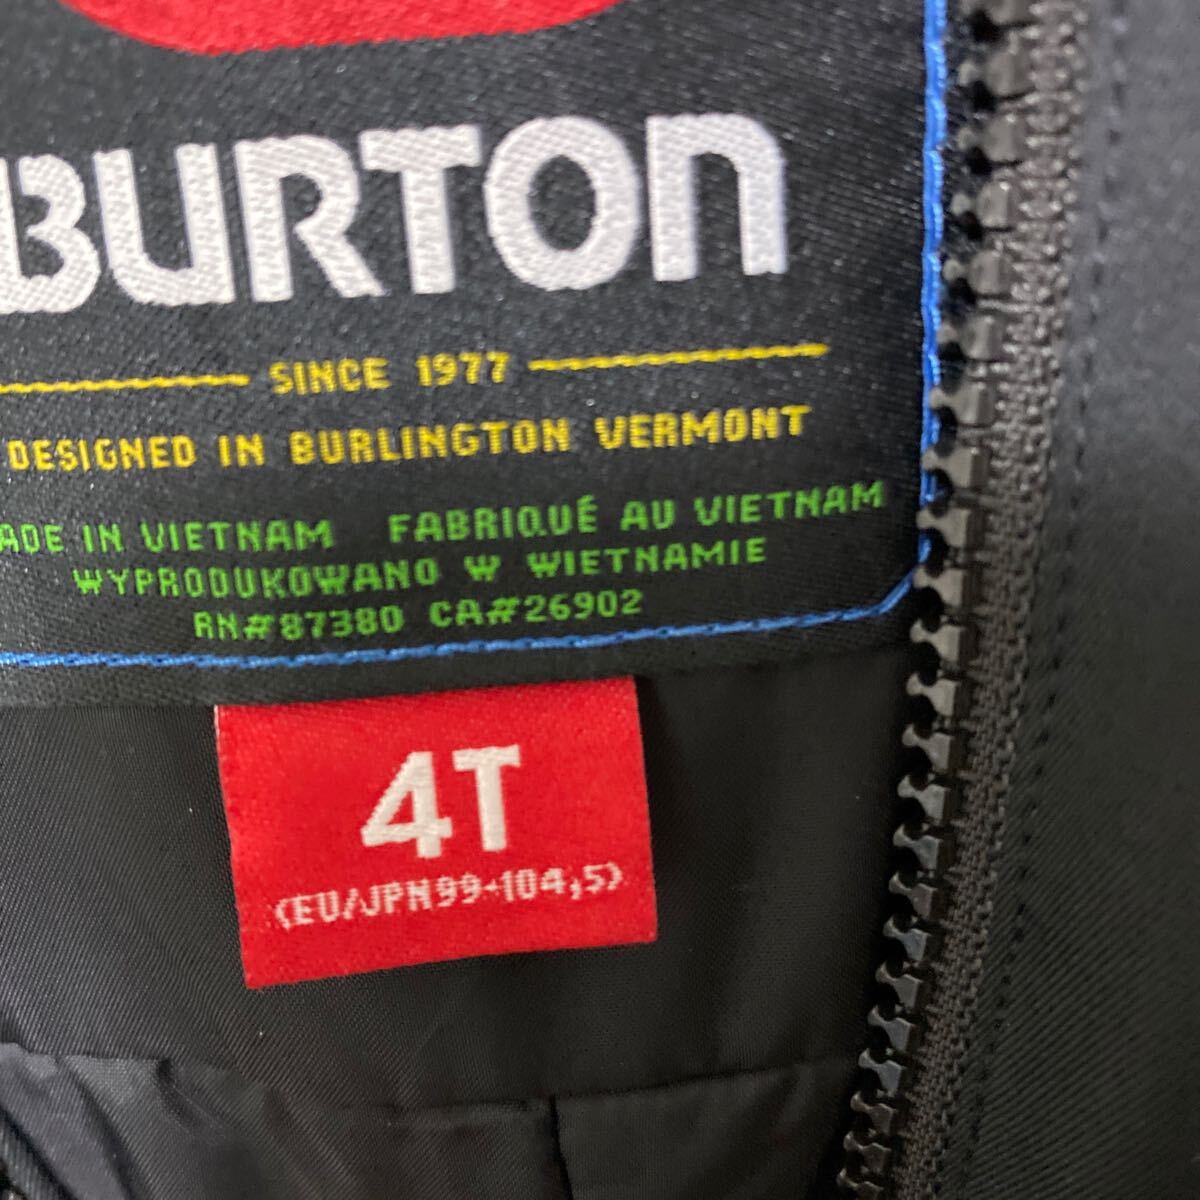 BURTON
SINCE 1977
DESIGNED IN BURLINGTON VERMONT
MADE IN VIETNAM FABRIQUÉ AU VIETNAM
WYPRODUKOWANO W WIETNAMIE
RN#87380 CA#26902
4T
(EU/JPN99-104,5)